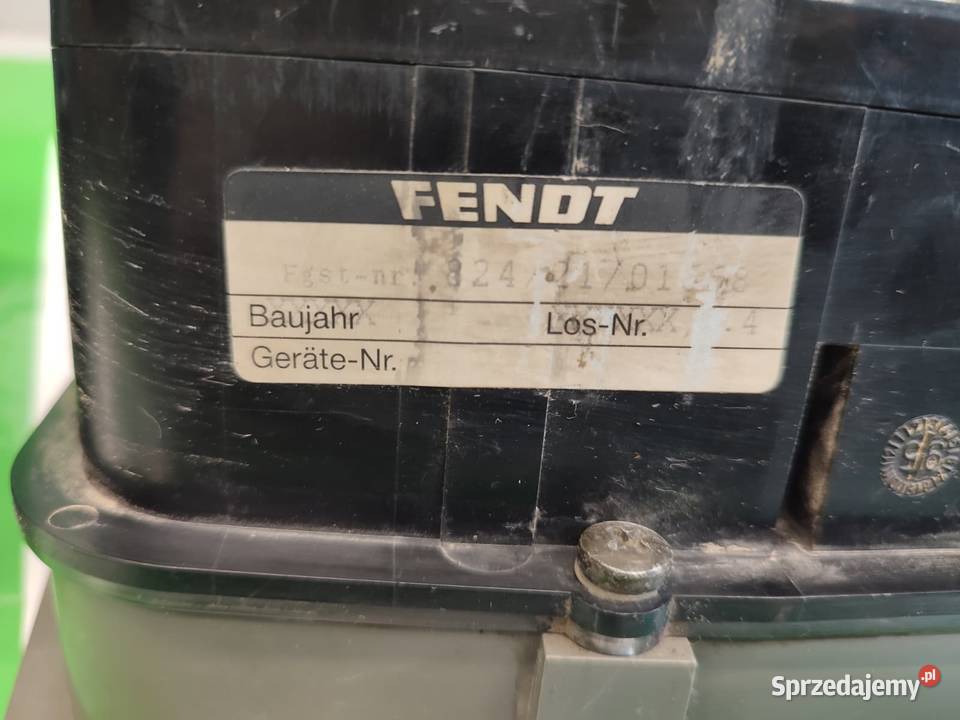 FENDT
Fgst-nr. 824/21/01
Baujahr Los-Nr.
Geräte-Nr.
Sprzedajemy.pl